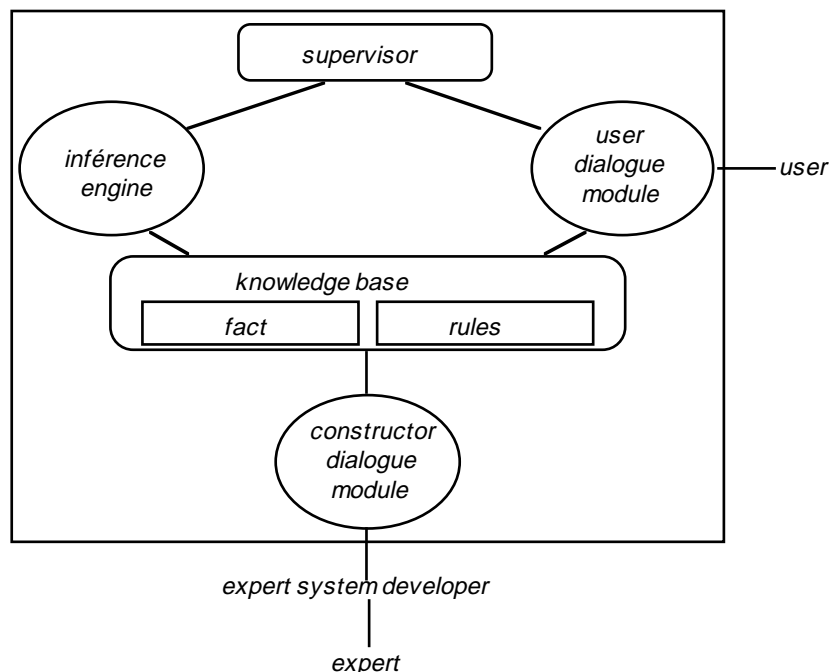 supervisor
inférence
engine
user
dialogue
module
user
knowledge base
fact
rules
constructor
dialogue
module
expert system developer
expert